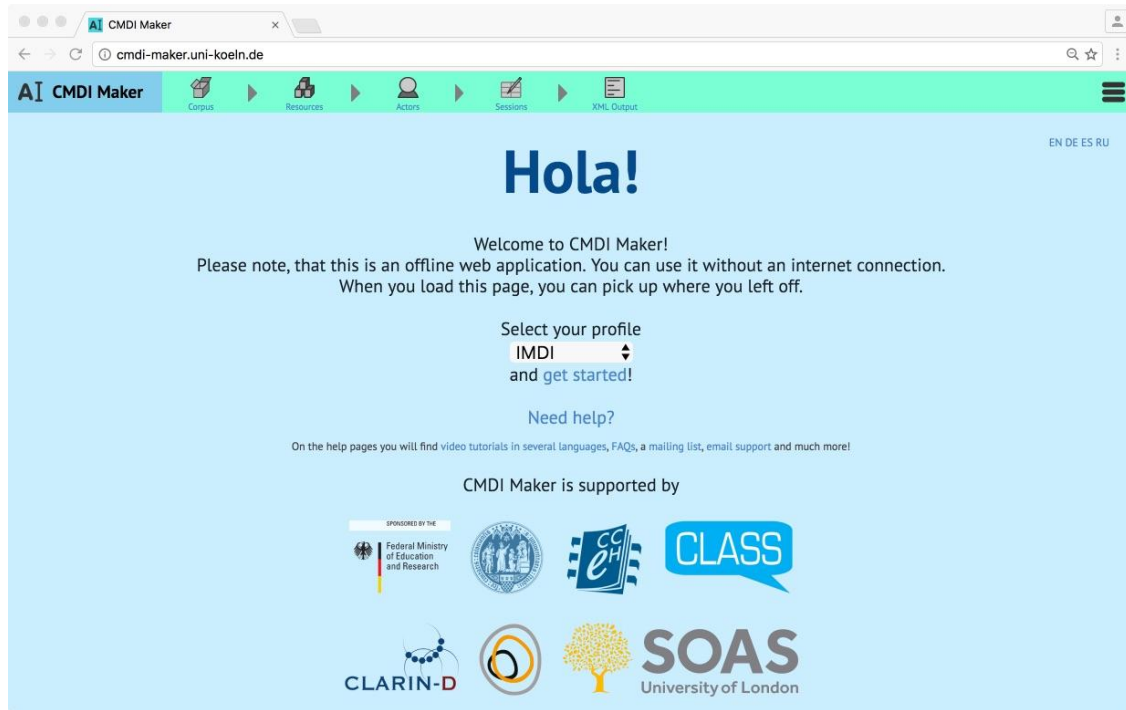 AI CMDI Maker
cmdi-maker.uni-koeln.de
AI CMDI Maker
Corpus
Resources
Actors
Sessions
XML Output
EN DE ES RU
Hola!
Welcome to CMDI Maker!
Please note, that this is an offline web application. You can use it without an internet connection.
When you load this page, you can pick up where you left off.
Select your profile
IMDI
and get started!
Need help?
On the help pages you will find video tutorials in several languages, FAQs, a mailing list, email support and much more!
CMDI Maker is supported by
SPONSORED BY THE
Federal Ministry
of Education
and Research
CCeH
CLASS
CLARIN-D
SOAS
University of London